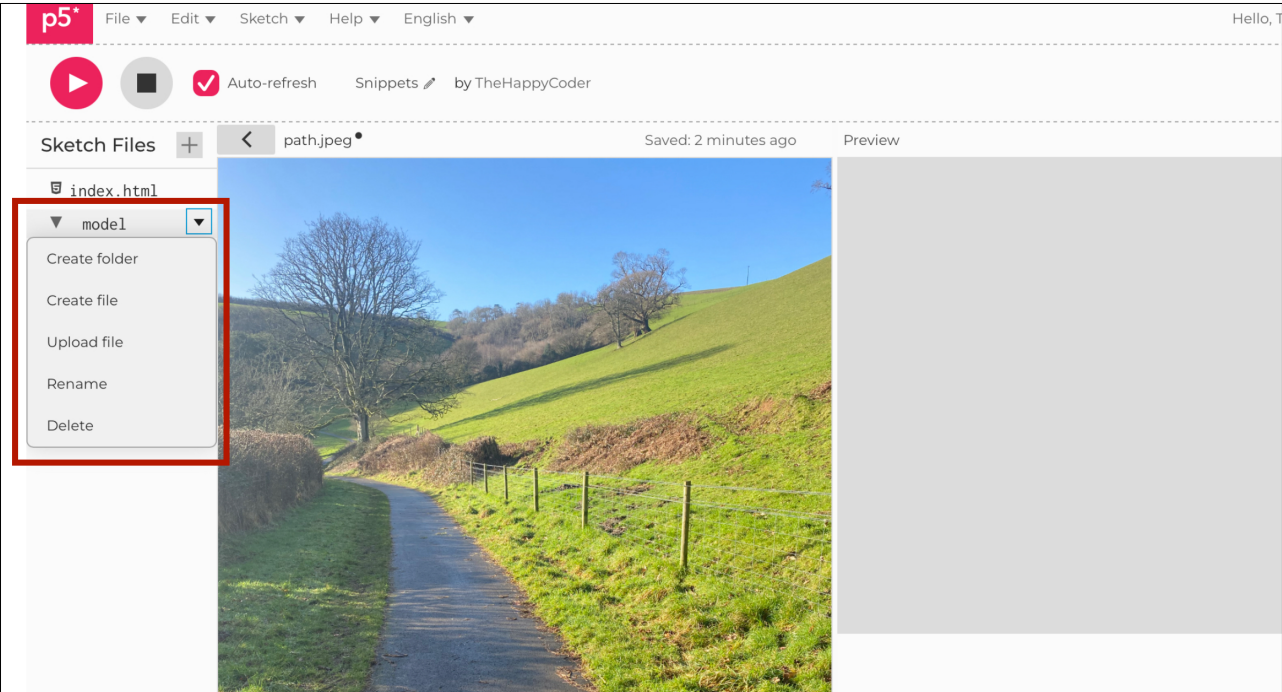 p5* File Edit Sketch Help English Hello, T
Auto-refresh Snippets by TheHappyCoder
Sketch Files path.jpeg Saved: 2 minutes ago Preview
index.html
model
Create folder
Create file
Upload file
Rename
Delete